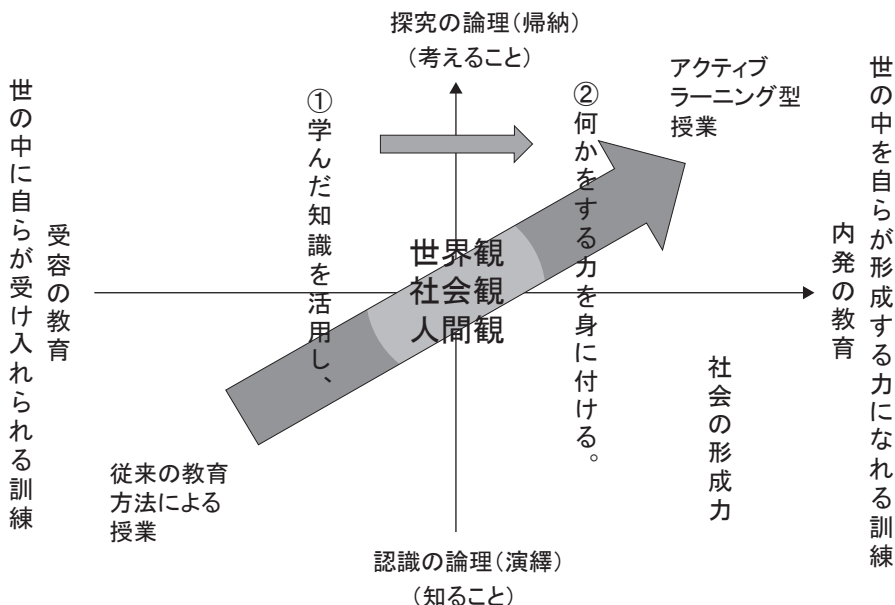 探究の論理(帰納)
(考えること)
アクティブ
ラーニング型
授業
世の中に自らが受け入れられる訓練
受容の教育
①学んだ知識を活用し、
世界観
社会観
人間観
②何かをする力を身に付ける。
社会の形成力
内発の教育
世の中を自らが形成する力になれる訓練
従来の教育
方法による
授業
認識の論理(演繹)
(知ること)